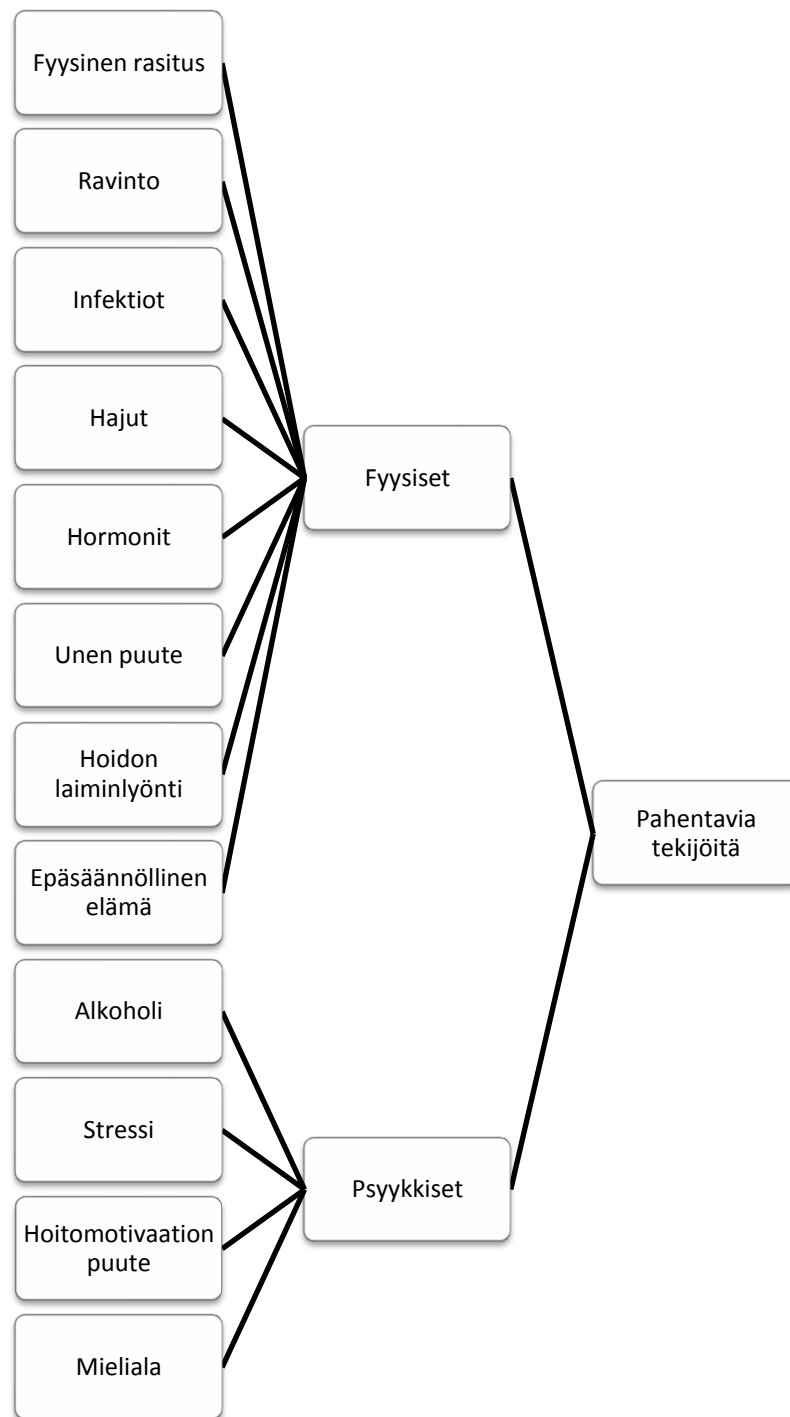 Fyysinen rasitus
Ravinto
Infektiot
Hajut
Hormonit
Unen puute
Hoidon
laiminlyönti
Epäsäännöllinen
elämä
Alkoholi
Stressi
Hoitomotivaation
puute
Mieliala
Fyysiset
Psyykkiset
Pahentavia
tekijöitä